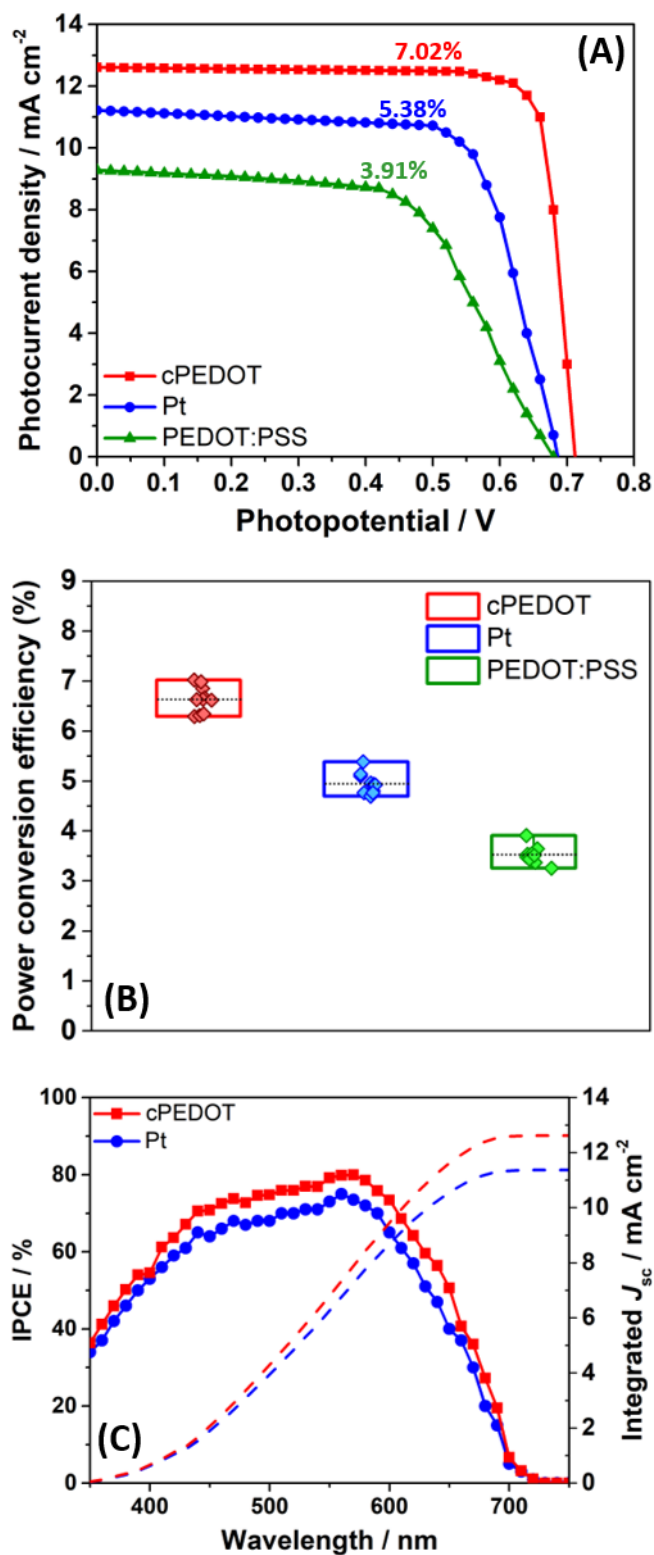 14
12
10
8
6
4
2
0
Photocurrent density / mA cm-2
7.02%
(A)
5.38%
3.91%
cPEDOT
Pt
PEDOT:PSS
0.0 0.1 0.2 0.3 0.4 0.5 0.6 0.7 0.8
Photopotential / V
9
8
7
6
5
4
3
2
1
0
Power conversion efficiency (%)
cPEDOT
Pt
PEDOT:PSS
(B)
100
80
60
40
20
0
IPCE / %
cPEDOT
Pt
14
12
10
8
6
4
2
0
Integrated Jsc / mA cm-2
(C)
400 500 600 700
Wavelength / nm